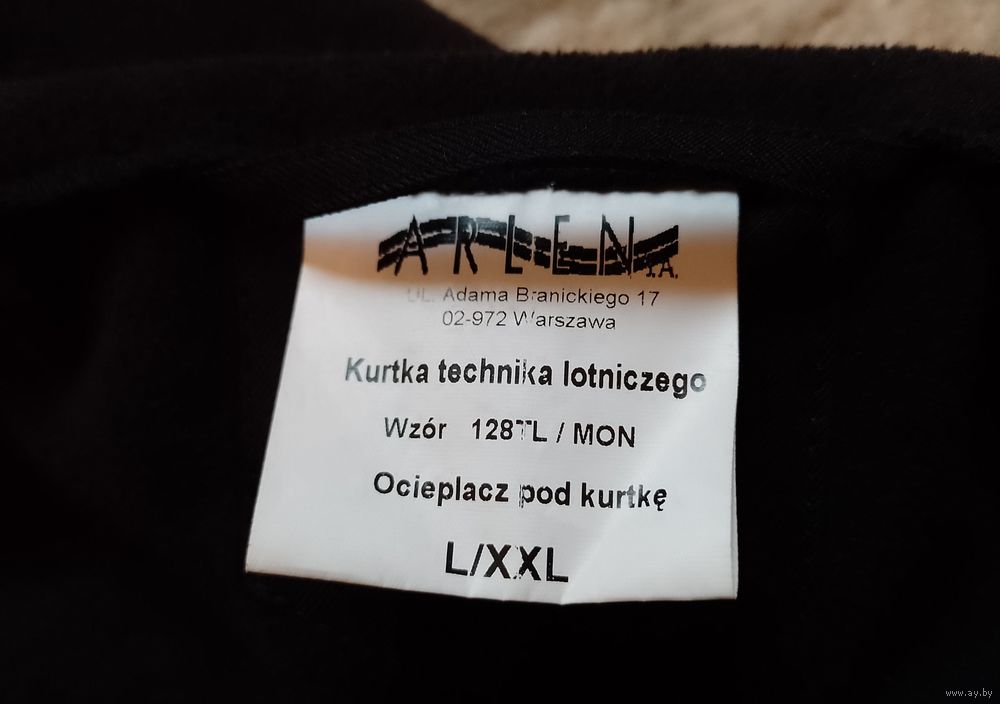 ARLEN S.A.
UL. Adama Branickiego 17
02-972 Warszawa
Kurtka technika lotniczego
Wzór 128TL / MON
Ocieplacz pod kurtkę
L/XXL
www.ay.by